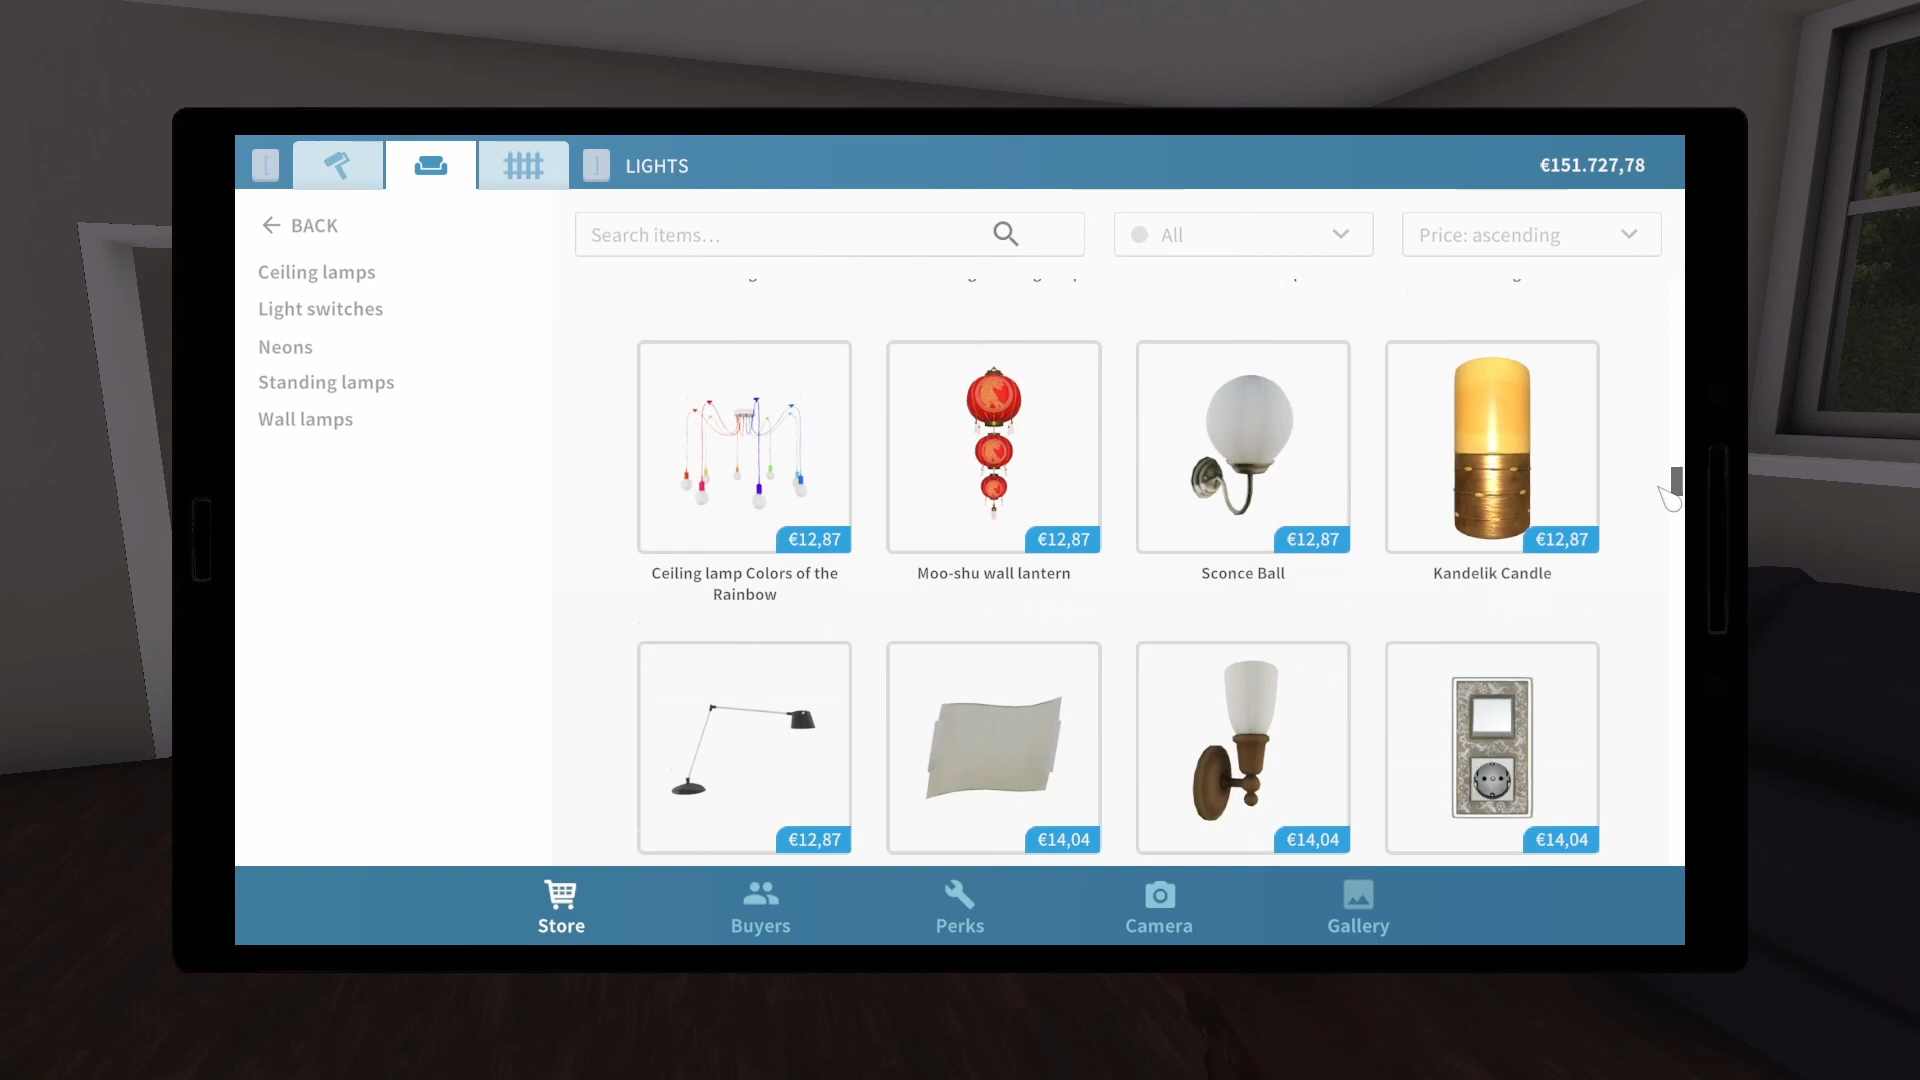 [
]
LIGHTS
€151.727,78
BACK
Search items...
All
Price: ascending
Ceiling lamps
Light switches
Neons
Standing lamps
Wall lamps
€12,87
€12,87
€12,87
€12,87
Ceiling lamp Colors of the
Rainbow
Moo-shu wall lantern
Sconce Ball
Kandelik Candle
€12,87
€14,04
€14,04
€14,04
Store
Buyers
Perks
Camera
Gallery